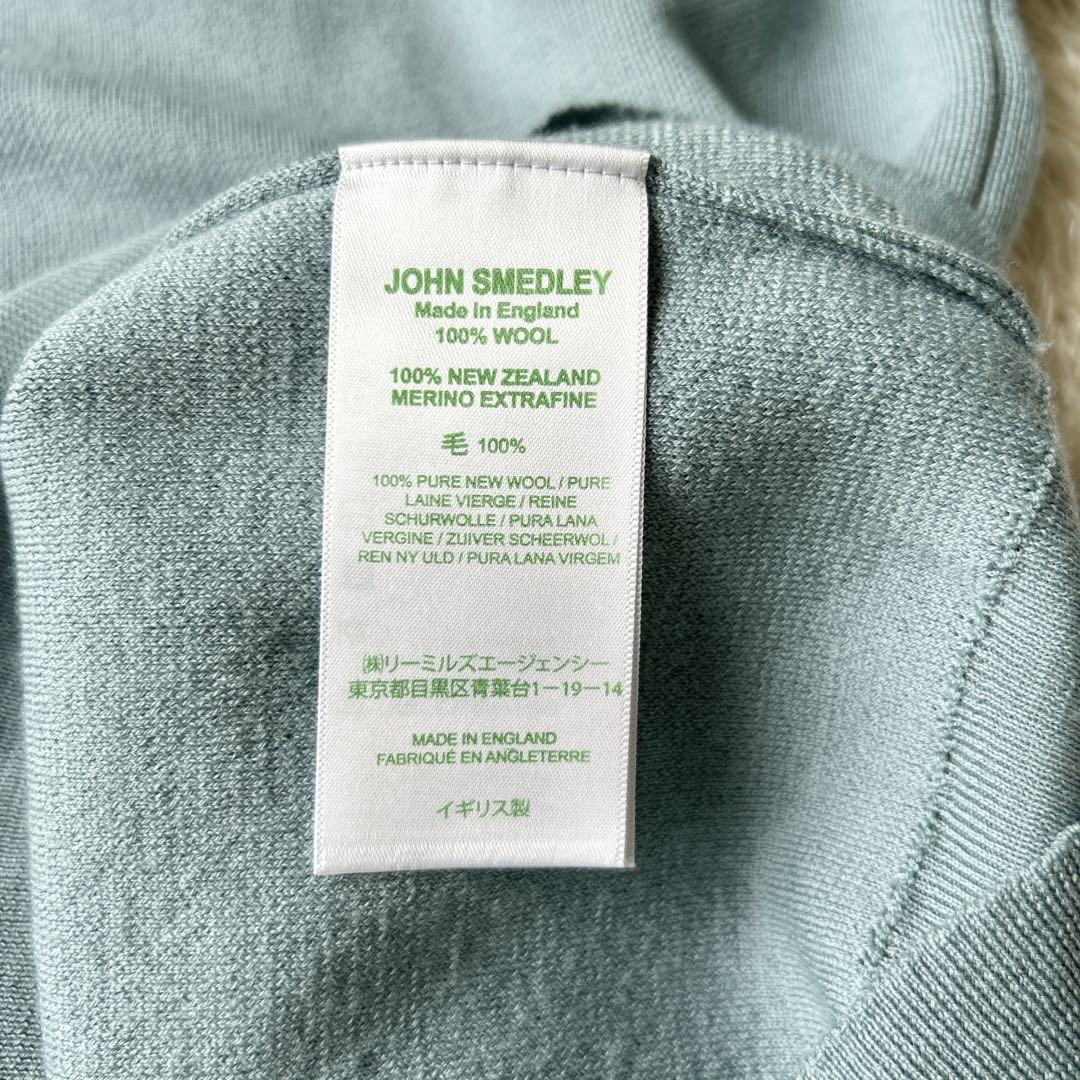 JOHN SMEDLEY
Made in England
100% WOOL
100% NEW ZEALAND
MERINO EXTRAFINE
毛 100%
100% PURE NEW WOOL / PURE
LAINE VIERGE / REINE
SCHURWOLLE / PURA LANA
VERGINE / ZUIVER SCHEERWOL /
REN NY ULD / PURA LANA VIRGEM
㈱リーミルズエージェンシー
東京都目黒区青葉台1−19−14
MADE IN ENGLAND
FABRIQUÉ EN ANGLETERRE
イギリス製